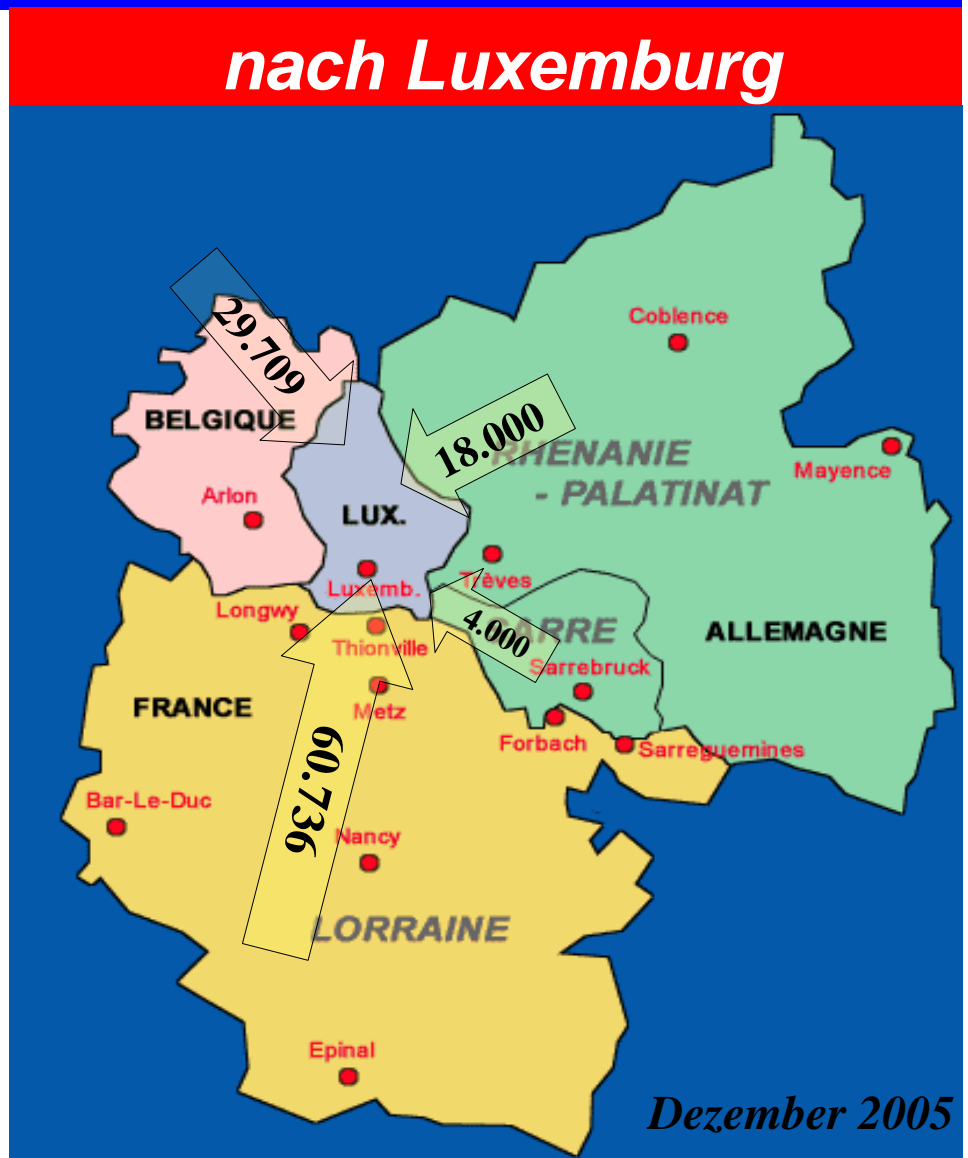 nach Luxemburg
29.709
Coblence
BELGIQUE
18.000
RHENANIE
- PALATINAT
Mayence
Arlon
LUX.
Luxemb.
Trèves
Longwy
Thionville
4.000
SARRE
ALLEMAGNE
Sarrebruck
FRANCE
Metz
Forbach
Sarreguemines
60.736
Bar-Le-Duc
Nancy
LORRAINE
Epinal
Dezember 2005